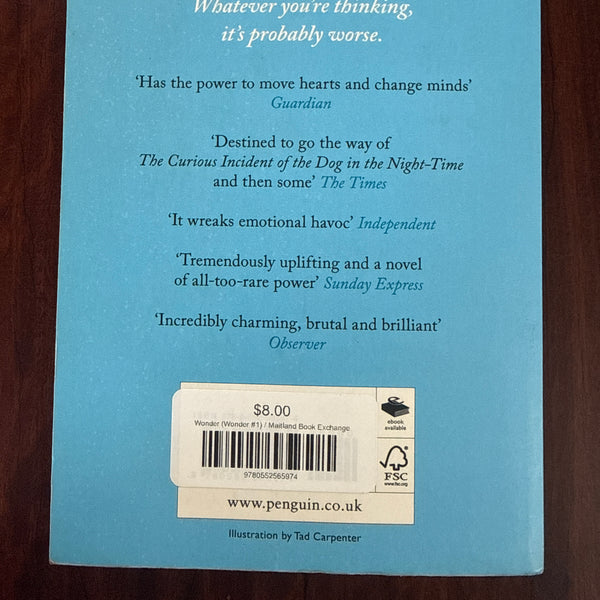 Whatever you're thinking,
it's probably worse.
‘Has the power to move hearts and change minds’
Guardian
‘Destined to go the way of
The Curious Incident of the Dog in the Night-Time
and then some’ The Times
‘It wreaks emotional havoc’ Independent
‘Tremendously uplifting and a novel
of all-too-rare power’ Sunday Express
‘Incredibly charming, brutal and brilliant’
Observer
$8.00
Wonder (Wonder #1) / Maitland Book Exchange
9780552565974
ebook
available
FSC
www.fsc.org
www.penguin.co.uk
Illustration by Tad Carpenter